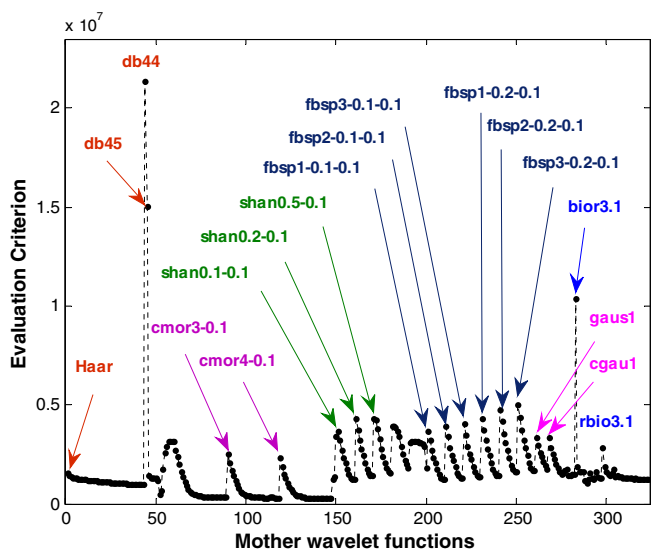 x 10⁷
db44
2
fbsp1-0.2-0.1
fbsp3-0.1-0.1
fbsp2-0.2-0.1
fbsp2-0.1-0.1
db45
fbsp1-0.1-0.1
fbsp3-0.2-0.1
shan0.5-0.1
1.5
bior3.1
shan0.2-0.1
shan0.1-0.1
Evaluation Criterion
gaus1
1
cmor3-0.1
cmor4-0.1
Haar
cgau1
0.5
rbio3.1
0
0 50 100 150 200 250 300
Mother wavelet functions